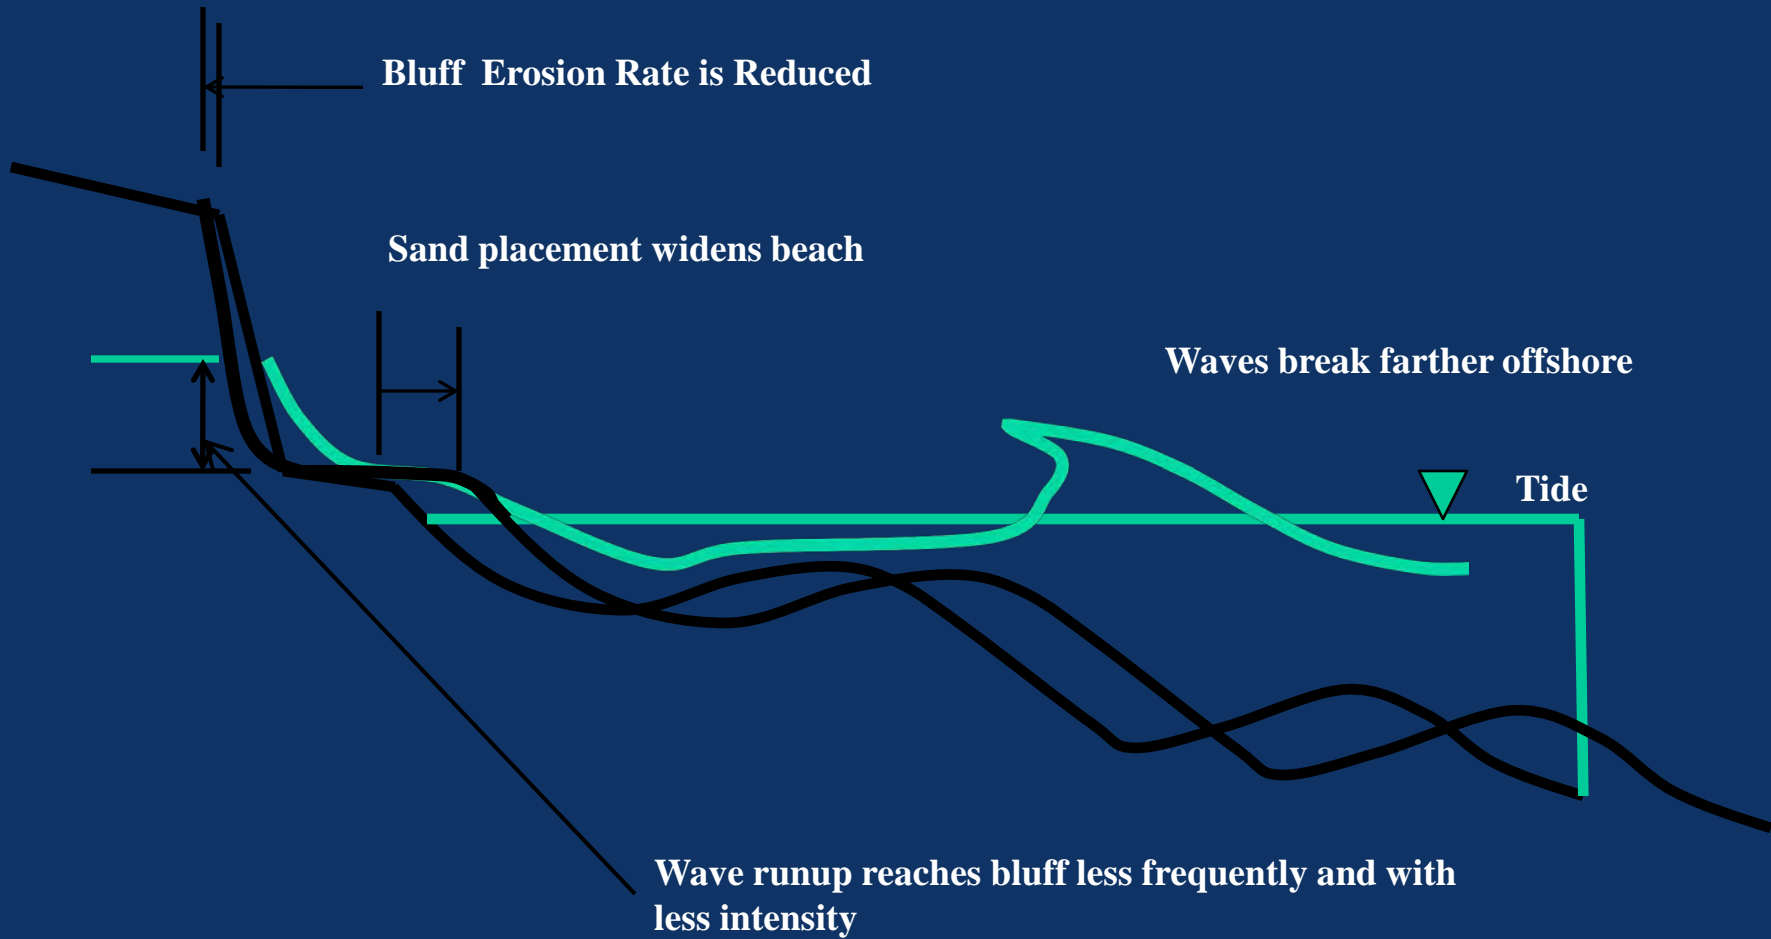 Bluff  Erosion Rate is Reduced
Sand placement widens beach
Waves break farther offshore
Tide
Wave runup reaches bluff less frequently and with
less intensity